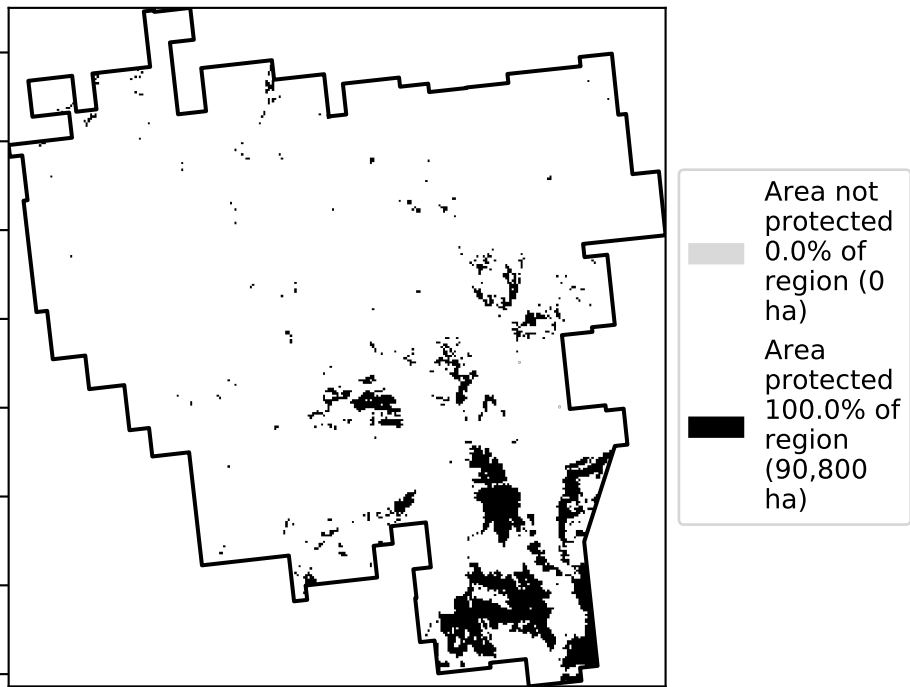 Area not
protected
0.0% of
region (0
ha)
Area
protected
100.0% of
region
(90,800
ha)